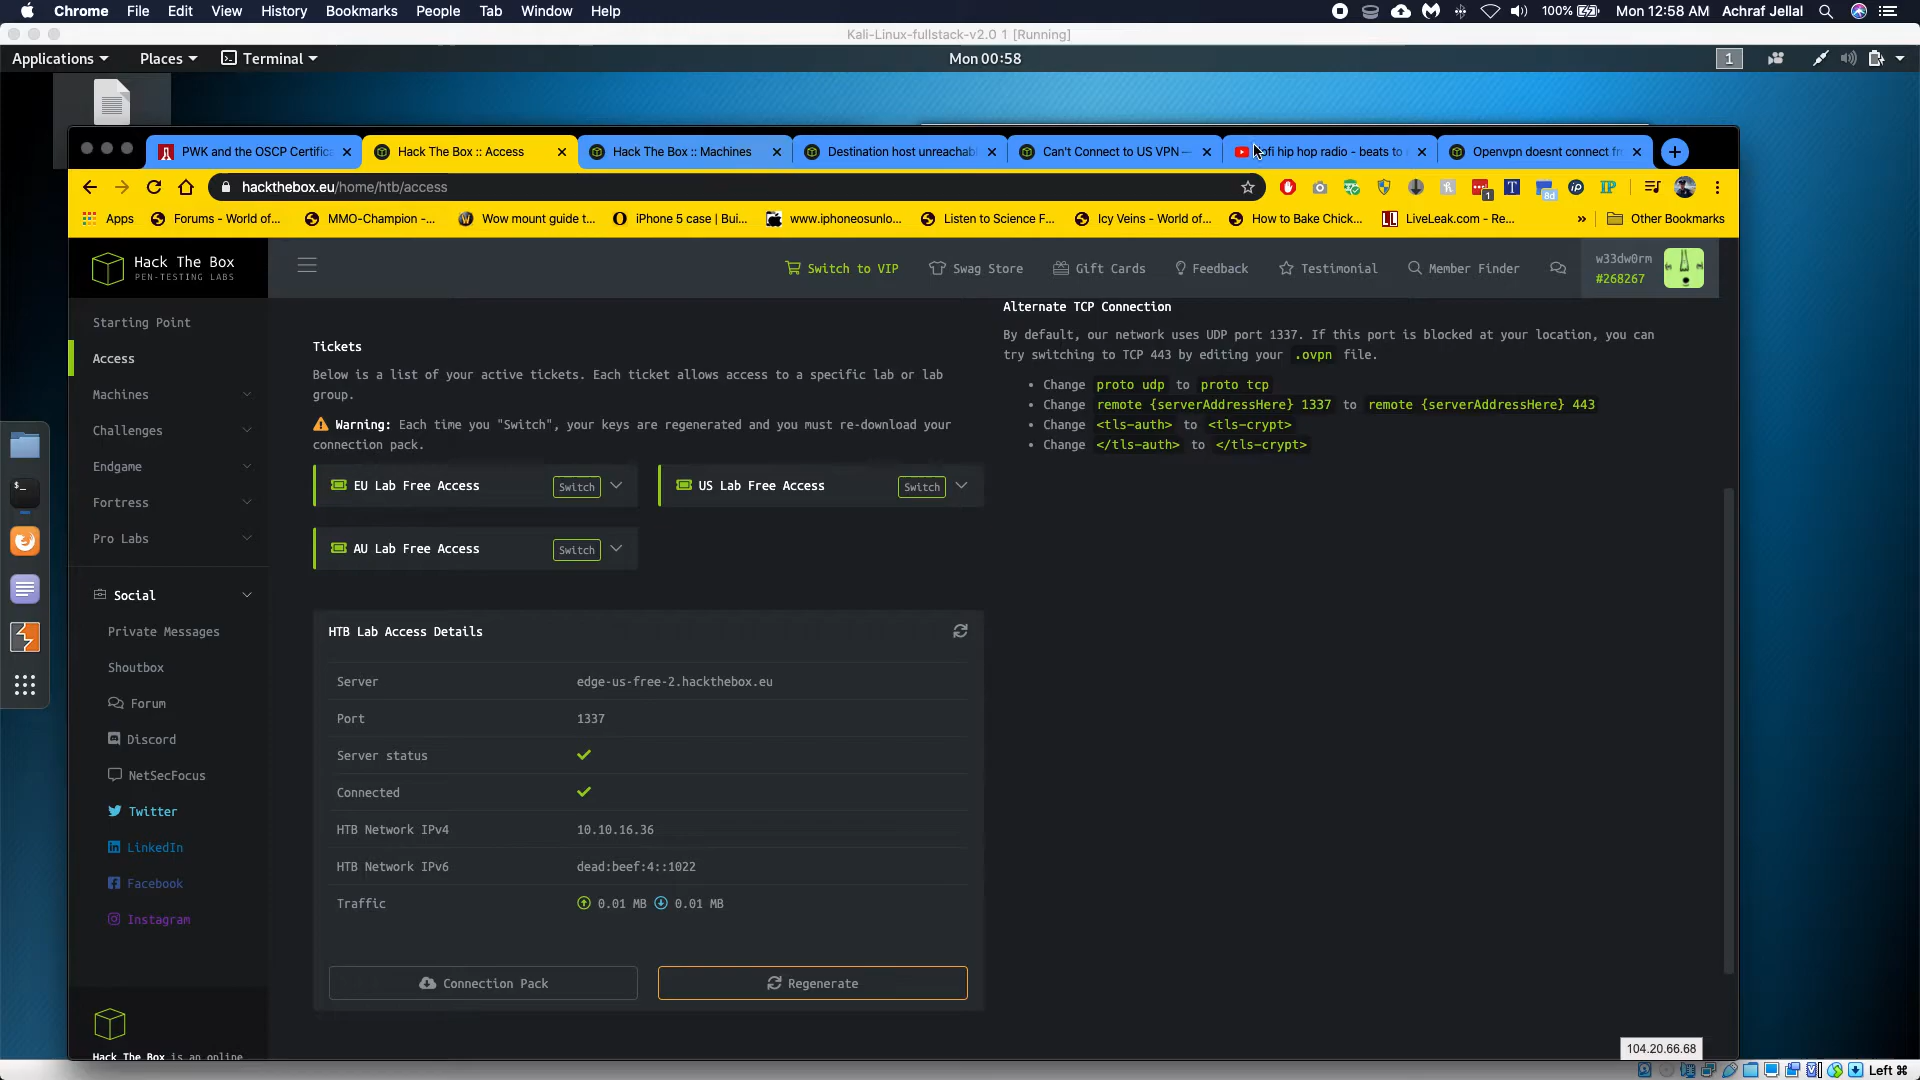 Chrome File Edit View History Bookmarks People Tab Window Help 100% Mon 12:58 AM Achraf Jellal
Kali-Linux-fullstack-v2.0 1 [Running]
Applications Places Terminal Mon 00:58 1
PWK and the OSCP Certifica Hack The Box :: Access Hack The Box :: Machines Destination host unreachab Can't Connect to US VPN — ofi hip hop radio - beats to Openvpn doesnt connect fr
hackthebox.eu/home/htb/access
Apps Forums - World of... MMO-Champion -... Wow mount guide t... iPhone 5 case | Bui... www.iphoneosunlo... Listen to Science F... Icy Veins - World of... How to Bake Chick... LiveLeak.com - Re... » Other Bookmarks
Hack The Box
PEN-TESTING LABS
Switch to VIP Swag Store Gift Cards Feedback Testimonial Member Finder
w33dw0rm
#268267
Starting Point
Access
Machines
Challenges
Endgame
Fortress
Pro Labs
Social
Private Messages
Shoutbox
Forum
Discord
NetSecFocus
Twitter
LinkedIn
Facebook
Instagram
Hack The Box is an online
Tickets
Below is a list of your active tickets. Each ticket allows access to a specific lab or lab
group.
Warning: Each time you "Switch", your keys are regenerated and you must re-download your
connection pack.
EU Lab Free Access Switch
US Lab Free Access Switch
AU Lab Free Access Switch
HTB Lab Access Details
Server edge-us-free-2.hackthebox.eu
Port 1337
Server status
Connected
HTB Network IPv4 10.10.16.36
HTB Network IPv6 dead:beef:4::1022
Traffic 0.01 MB 0.01 MB
Connection Pack Regenerate
Alternate TCP Connection
By default, our network uses UDP port 1337. If this port is blocked at your location, you can
try switching to TCP 443 by editing your .ovpn file.
• Change proto udp to proto tcp
• Change remote {serverAddressHere} 1337 to remote {serverAddressHere} 443
• Change <tls-auth> to <tls-crypt>
• Change </tls-auth> to </tls-crypt>
104.20.66.68
Left ⌘